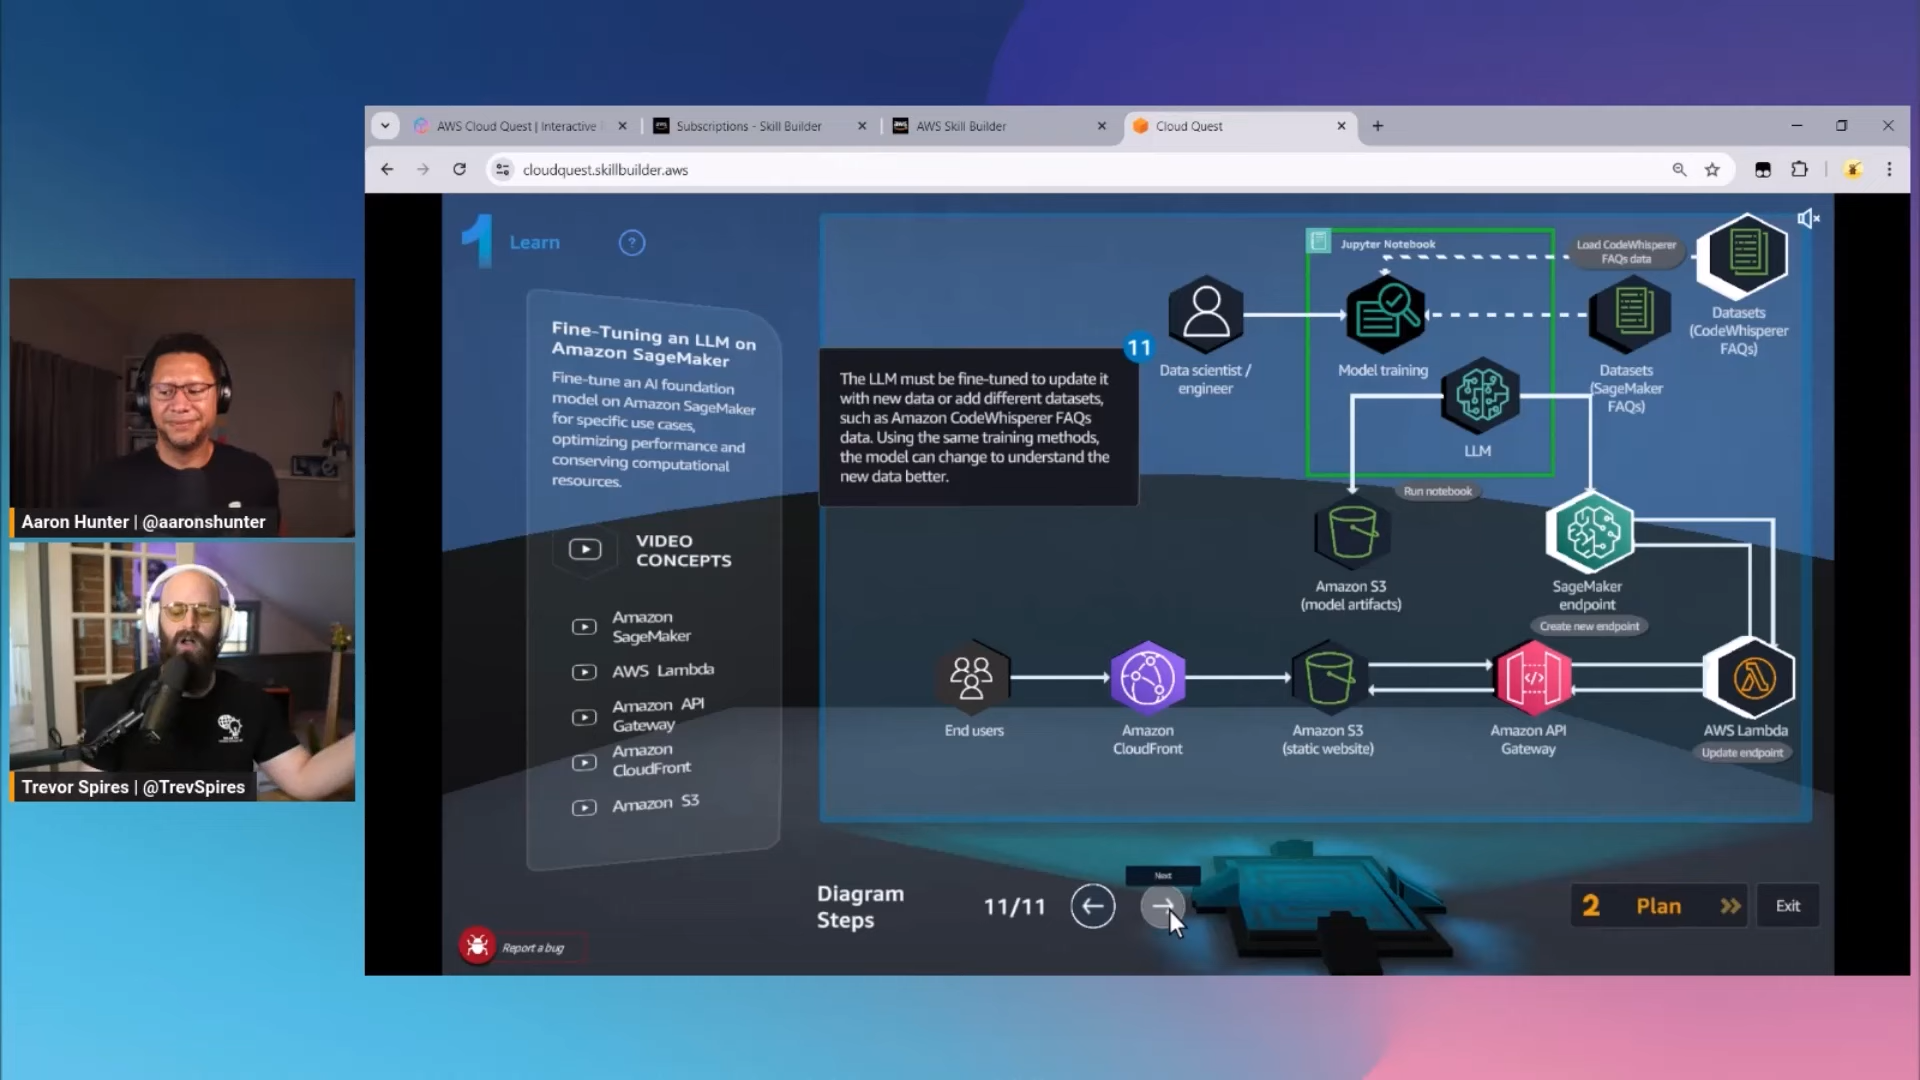 AWS Cloud Quest | Interactive
Subscriptions - Skill Builder
AWS Skill Builder
Cloud Quest
cloudquest.skillbuilder.aws
1 Learn
?
Fine-Tuning an LLM on
Amazon SageMaker
Fine-tune an AI foundation
model on Amazon SageMaker
for specific use cases,
optimizing performance and
conserving computational
resources.
VIDEO
CONCEPTS
Amazon
SageMaker
AWS Lambda
Amazon API
Gateway
Amazon
CloudFront
Amazon S3
11
The LLM must be fine-tuned to update it
with new data or add different datasets,
such as Amazon CodeWhisperer FAQs
data. Using the same training methods,
the model can change to understand the
new data better.
Jupyter Notebook
Load CodeWhisperer
FAQs data
Data scientist /
engineer
Model training
Datasets
(SageMaker
FAQs)
Datasets
(CodeWhisperer
FAQs)
LLM
Run notebook
Amazon S3
(model artifacts)
SageMaker
endpoint
Create new endpoint
End users
Amazon
CloudFront
Amazon S3
(static website)
Amazon API
Gateway
AWS Lambda
Update endpoint
Diagram
Steps
11/11
Next
2 Plan
Exit
Report a bug
Aaron Hunter | @aaronshunter
Trevor Spires | @TrevSpires